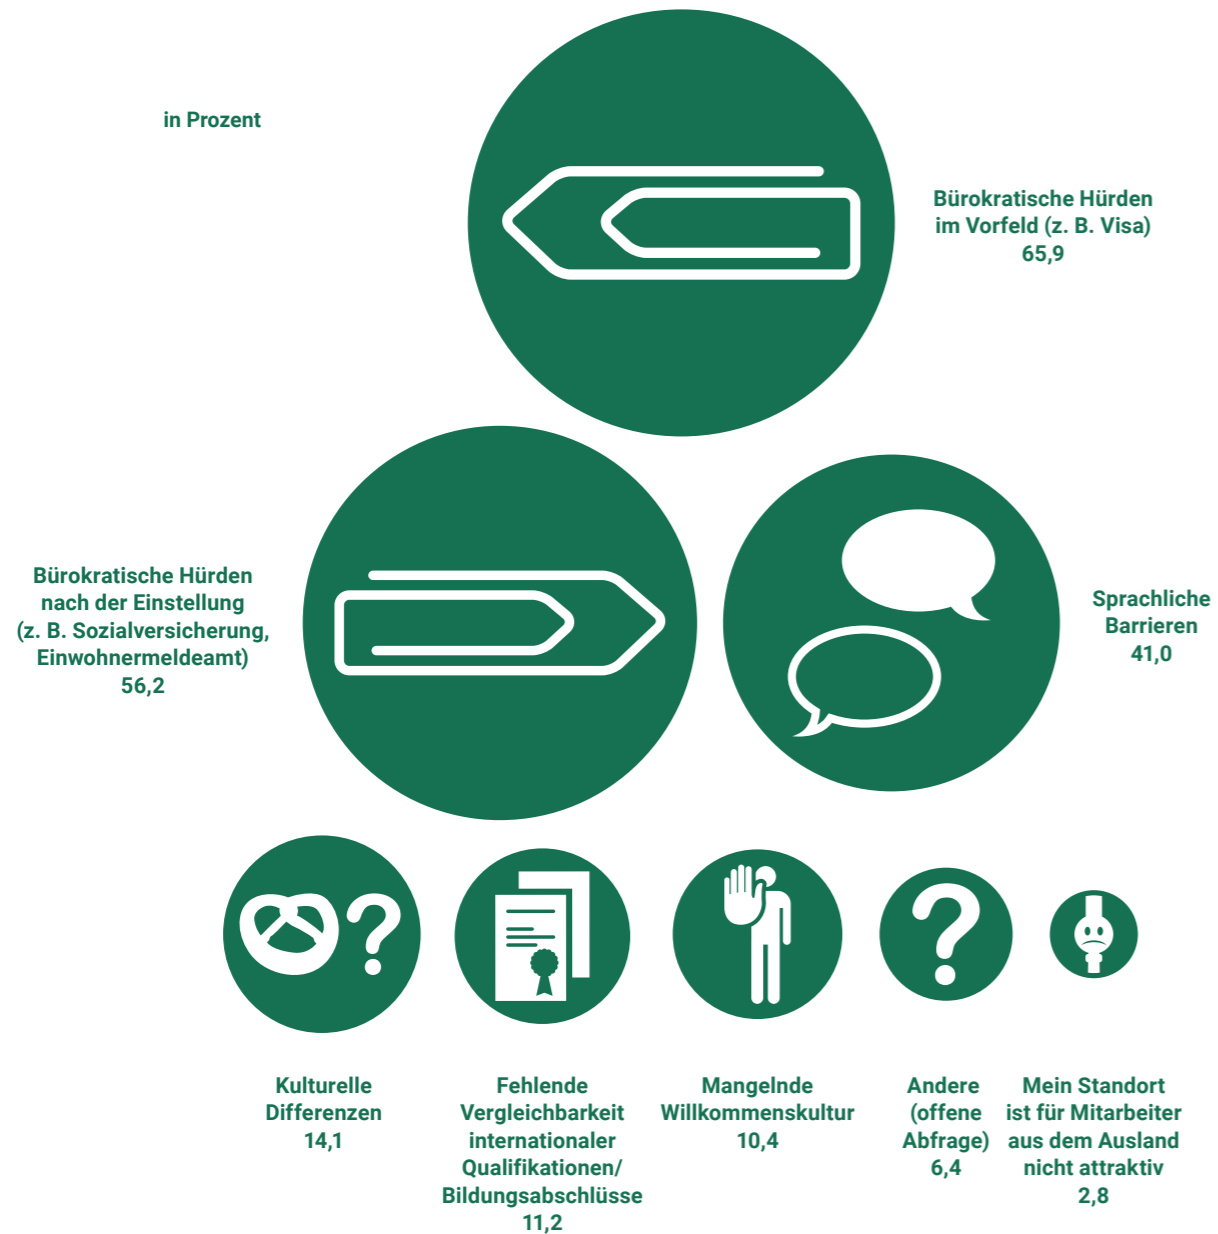 in Prozent
Bürokratische Hürden
im Vorfeld (z. B. Visa)
65,9
Bürokratische Hürden
nach der Einstellung
(z. B. Sozialversicherung,
Einwohnermeldeamt)
56,2
Sprachliche
Barrieren
41,0
Kulturelle
Differenzen
14,1
Fehlende
Vergleichbarkeit
internationaler
Qualifikationen/
Bildungsabschlüsse
11,2
Mangelnde
Willkommenskultur
10,4
Andere
(offene
Abfrage)
6,4
Mein Standort
ist für Mitarbeiter
aus dem Ausland
nicht attraktiv
2,8